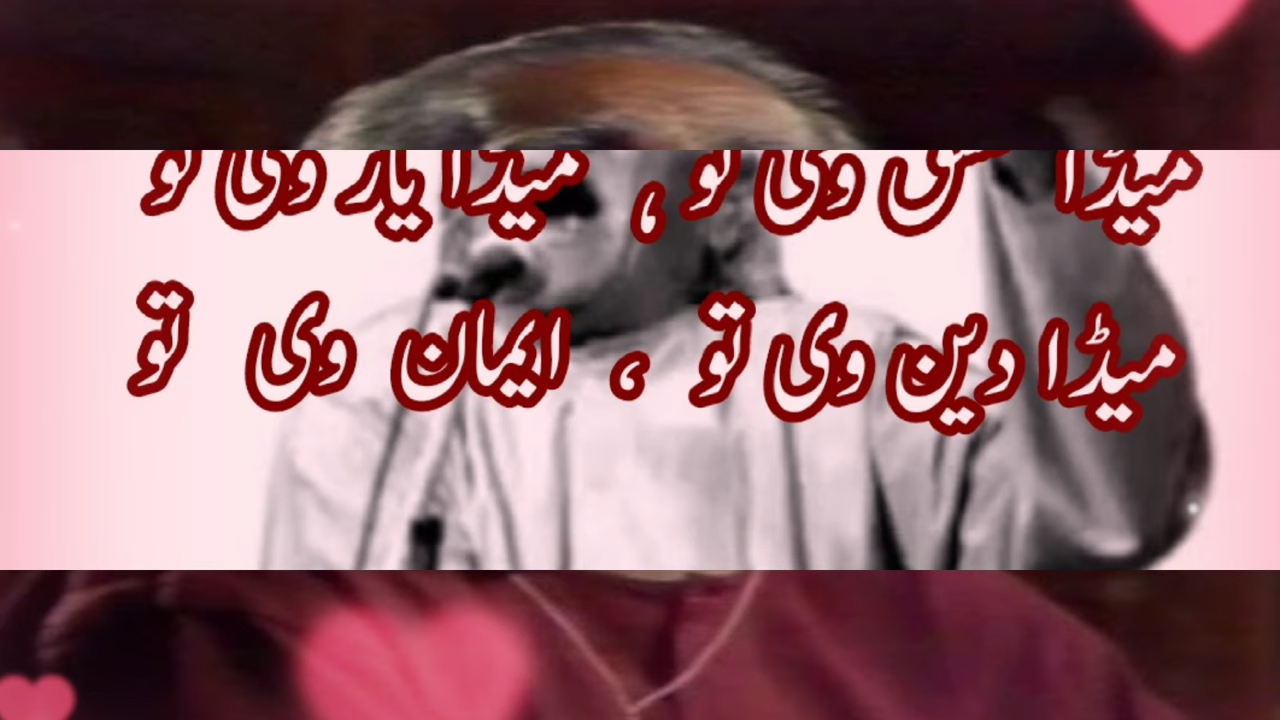 میڈا عشق وی تو ، میڈا یار وی تو
میڈا دین وی تو ، ایمان وی تو